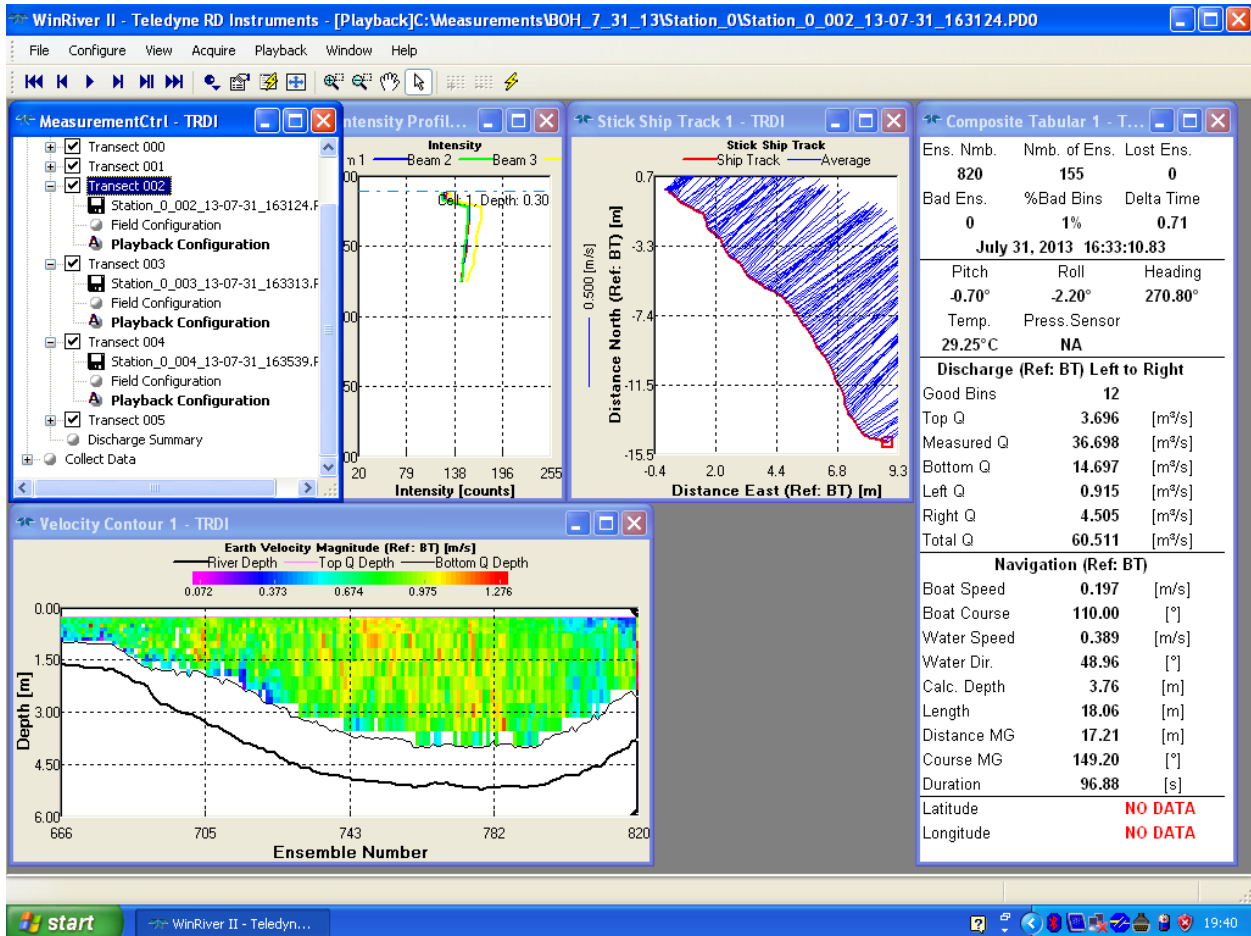 WinRiver II - Teledyne RD Instruments - [Playback]C:\Measurements\BOH_7_31_13\Station_0\Station_0_002_13-07-31_163124.PD0
File Configure View Acquire Playback Window Help
MeasurementCtrl - TRDI
Transect 000
Transect 001
Transect 002
Station_0_002_13-07-31_163124.F
Field Configuration
Playback Configuration
Transect 003
Station_0_003_13-07-31_163313.F
Field Configuration
Playback Configuration
Transect 004
Station_0_004_13-07-31_163539.F
Field Configuration
Playback Configuration
Transect 005
Discharge Summary
Collect Data
ntensity Profil...
Intensity
m 1 Beam 2 Beam 3
Depth: 0.30
20 79 138 196 255
Intensity [counts]
Stick Ship Track 1 - TRDI
Stick Ship Track
Ship Track Average
0.500 [m/s]
Distance North (Ref: BT) [m]
0.7
-3.3
-7.4
-11.5
-15.5
-0.4 2.0 4.4 6.8 9.3
Distance East (Ref: BT) [m]
Composite Tabular 1 - T...
Ens. Nmb. Nmb. of Ens. Lost Ens.
820 155 0
Bad Ens. %Bad Bins Delta Time
0 1% 0.71
July 31, 2013 16:33:10.83
Pitch Roll Heading
-0.70° -2.20° 270.80°
Temp. Press.Sensor
29.25°C NA
Discharge (Ref: BT) Left to Right
Good Bins 12
Top Q 3.696 [m³/s]
Measured Q 36.698 [m³/s]
Bottom Q 14.697 [m³/s]
Left Q 0.915 [m³/s]
Right Q 4.505 [m³/s]
Total Q 60.511 [m³/s]
Navigation (Ref: BT)
Boat Speed 0.197 [m/s]
Boat Course 110.00 [°]
Water Speed 0.389 [m/s]
Water Dir. 48.96 [°]
Calc. Depth 3.76 [m]
Length 18.06 [m]
Distance MG 17.21 [m]
Course MG 149.20 [°]
Duration 96.88 [s]
Latitude NO DATA
Longitude NO DATA
Velocity Contour 1 - TRDI
Earth Velocity Magnitude (Ref: BT) [m/s]
River Depth Top Q Depth Bottom Q Depth
0.072 0.373 0.674 0.975 1.276
Depth [m]
0.00
1.50
3.00
4.50
6.00
666 705 743 782 820
Ensemble Number
start
WinRiver II - Teledyn...
19:40